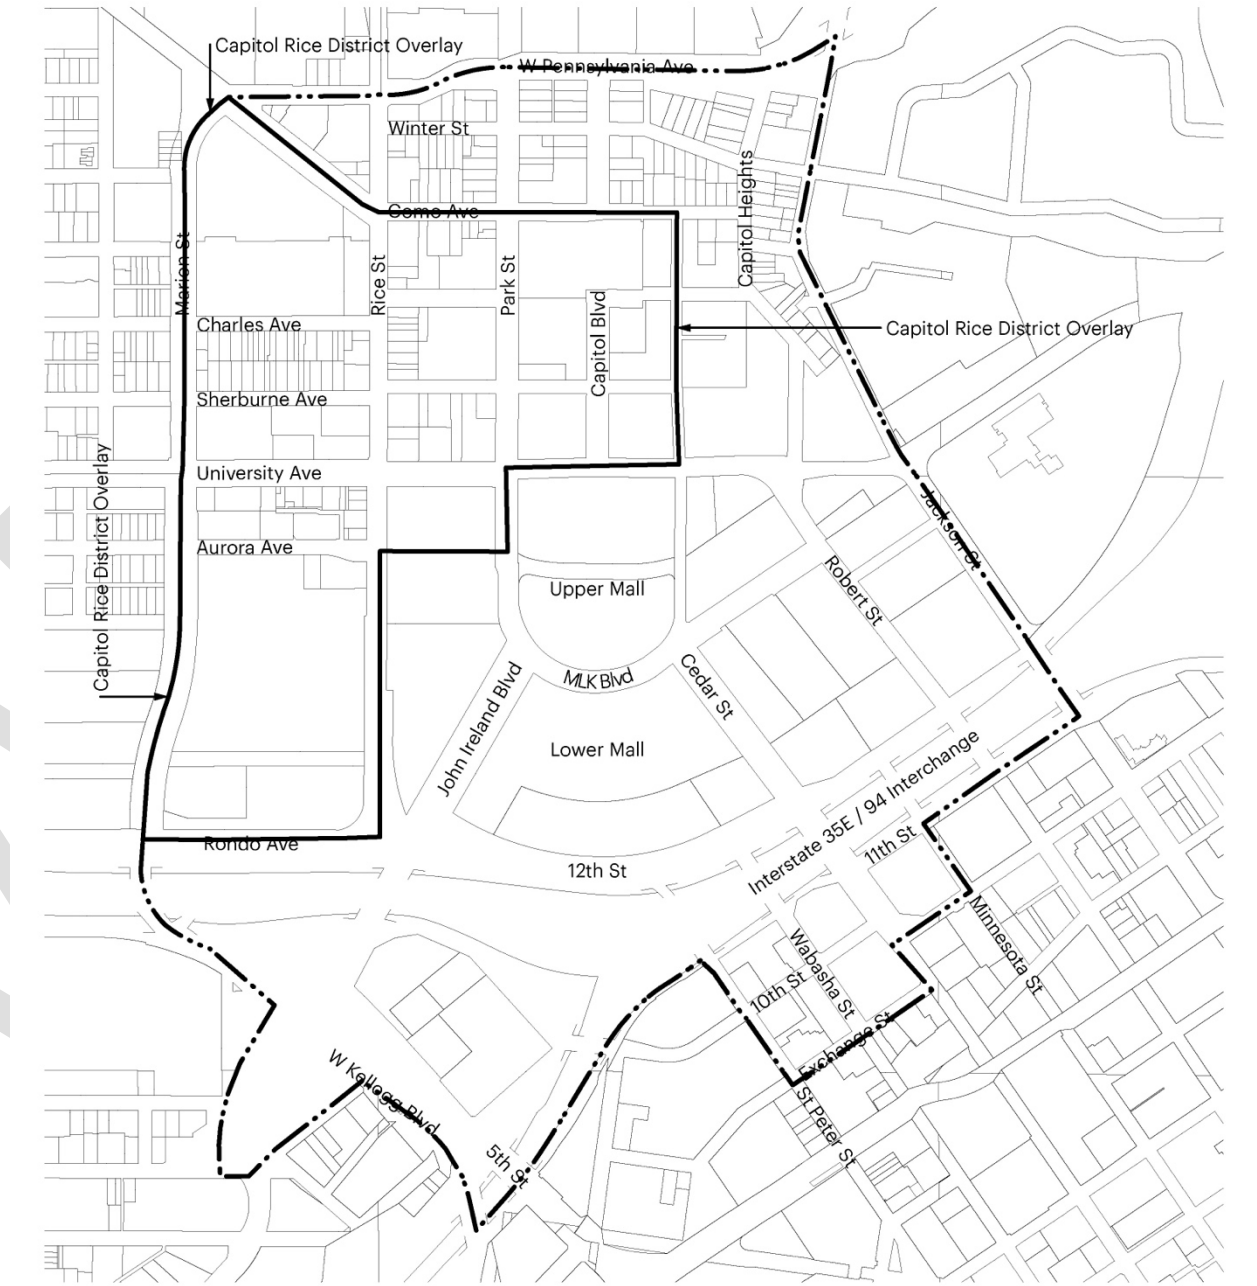 Capitol Rice District Overlay
W Pennsylvania Ave
Winter St
Capitol Heights
Como Ave
Marion St
Rice St
Park St
Capitol Blvd
Charles Ave
Capitol Rice District Overlay
Sherburne Ave
University Ave
Capitol Rice District Overlay
Jackson St
Aurora Ave
Upper Mall
Robert St
MLK Blvd
Cedar St
John Ireland Blvd
Lower Mall
Interstate 35E / 94 Interchange
Rondo Ave
11th St
12th St
Minnesota St
Wabasha St
10th St
Exchange St
W Kellogg Blvd
St Peter St
5th St